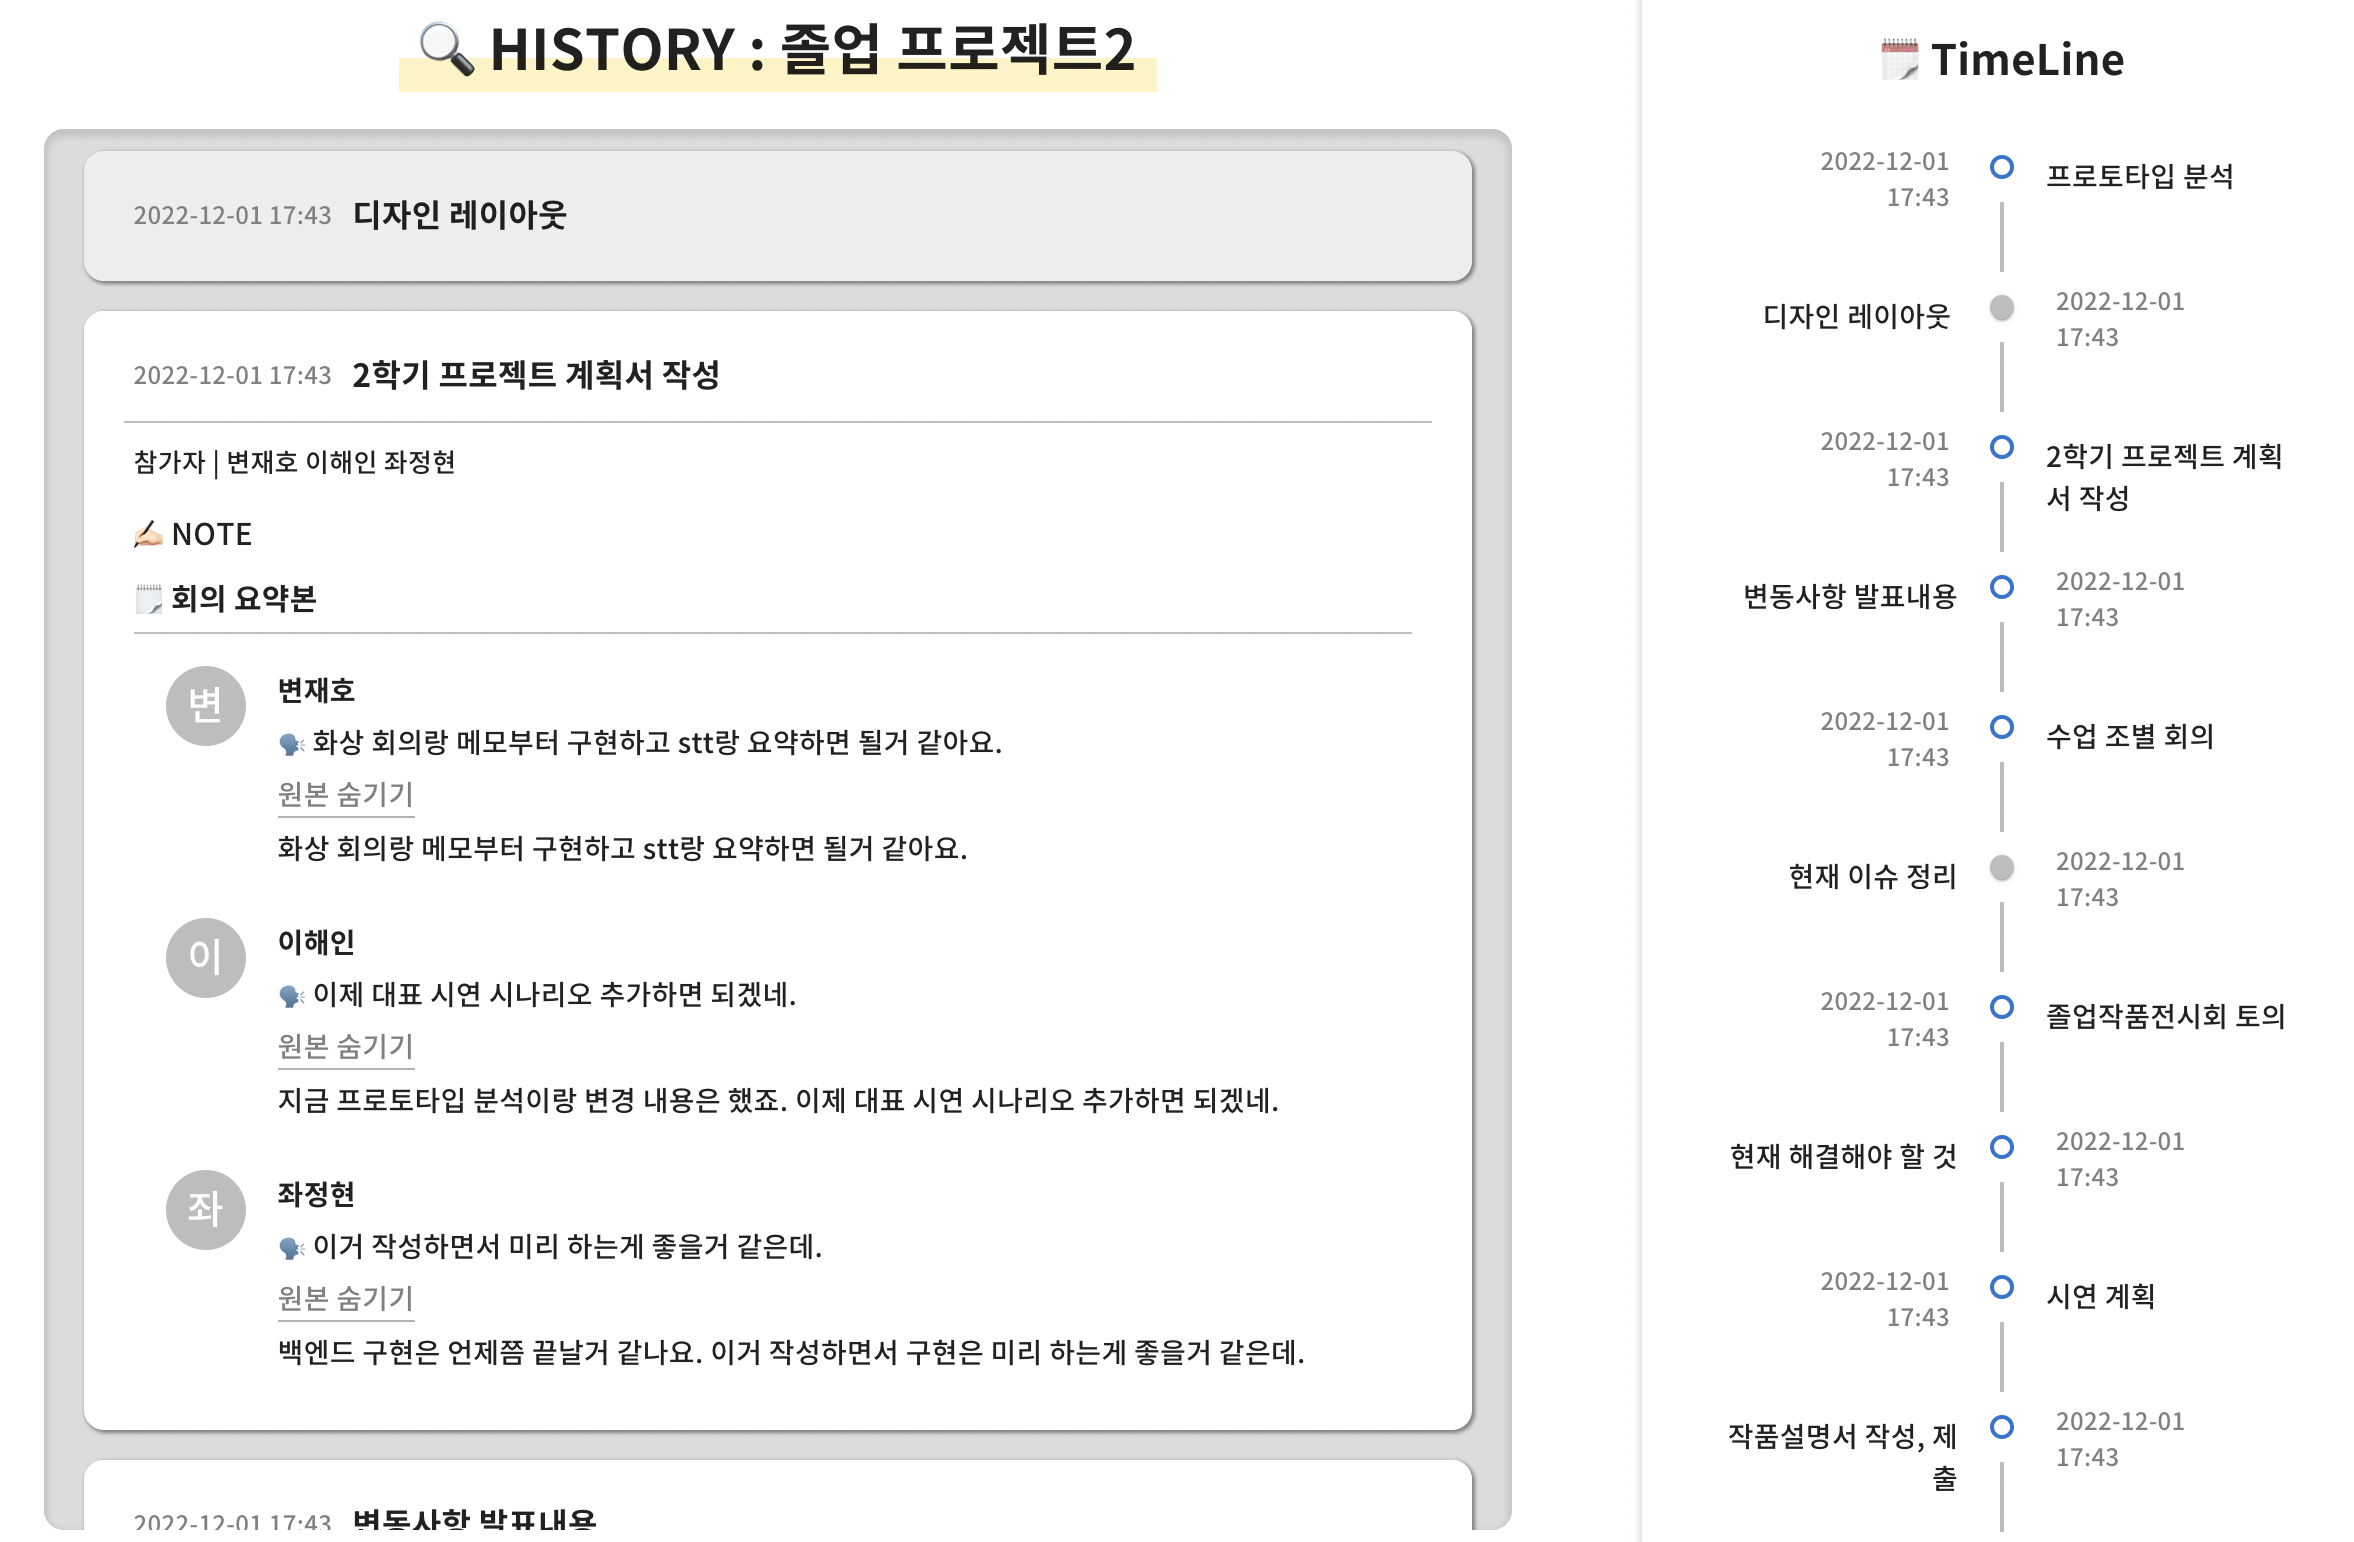 HISTORY : 졸업 프로젝트2
2022-12-01 17:43 디자인 레이아웃
2022-12-01 17:43 2학기 프로젝트 계획서 작성
참가자 | 변재호 이해인 좌정현
NOTE
회의 요약본
변
변재호
화상 회의랑 메모부터 구현하고 stt랑 요약하면 될거 같아요.
원본 숨기기
화상 회의랑 메모부터 구현하고 stt랑 요약하면 될거 같아요.
이
이해인
이제 대표 시연 시나리오 추가하면 되겠네.
원본 숨기기
지금 프로토타입 분석이랑 변경 내용은 했죠. 이제 대표 시연 시나리오 추가하면 되겠네.
좌
좌정현
이거 작성하면서 미리 하는게 좋을거 같은데.
원본 숨기기
백엔드 구현은 언제쯤 끝날거 같나요. 이거 작성하면서 구현은 미리 하는게 좋을거 같은데.
2022-12-01 17:43 변동사항 발표내용
TimeLine
2022-12-01
17:43
프로토타입 분석
디자인 레이아웃
2022-12-01
17:43
2022-12-01
17:43
2학기 프로젝트 계획
서 작성
변동사항 발표내용
2022-12-01
17:43
2022-12-01
17:43
수업 조별 회의
현재 이슈 정리
2022-12-01
17:43
2022-12-01
17:43
졸업작품전시회 토의
현재 해결해야 할 것
2022-12-01
17:43
2022-12-01
17:43
시연 계획
작품설명서 작성, 제
출
2022-12-01
17:43